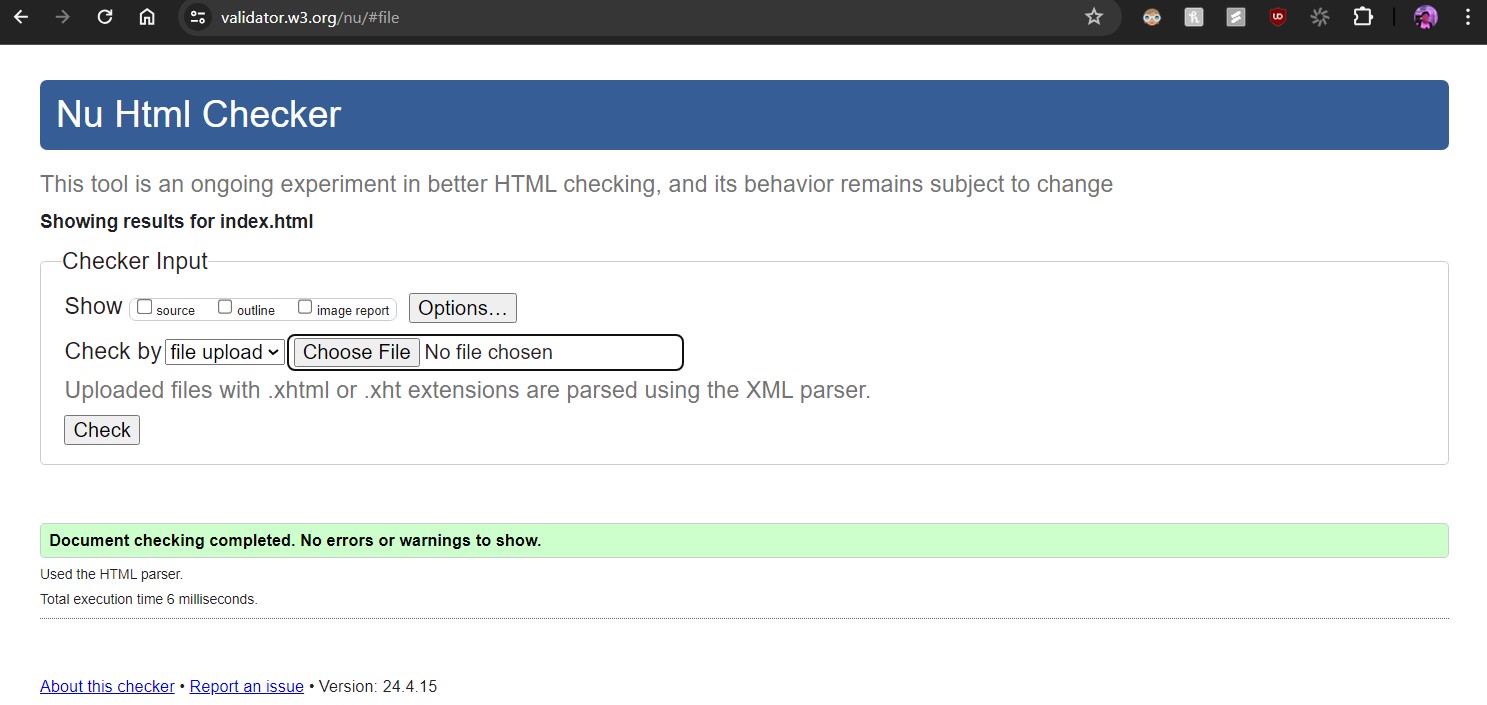 validator.w3.org/nu/#file
Nu Html Checker
This tool is an ongoing experiment in better HTML checking, and its behavior remains subject to change
Showing results for index.html
Checker Input
Show source outline image report Options...
Check by file upload Choose File No file chosen
Uploaded files with .xhtml or .xht extensions are parsed using the XML parser.
Check
Document checking completed. No errors or warnings to show.
Used the HTML parser.
Total execution time 6 milliseconds.
About this checker • Report an issue • Version: 24.4.15